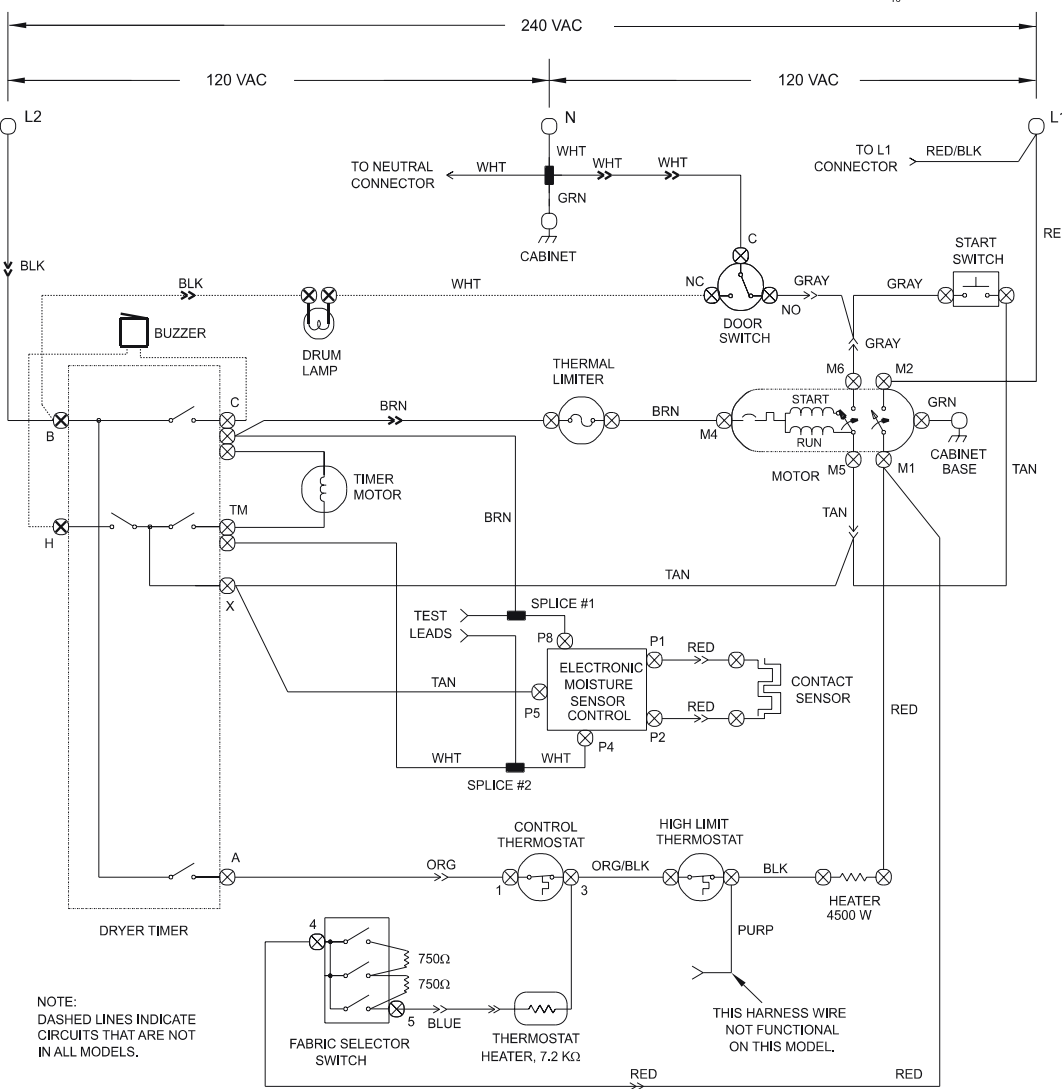 240 VAC
120 VAC
120 VAC
L2
N
L1
TO NEUTRAL
CONNECTOR
WHT
WHT
WHT
WHT
GRN
CABINET
TO L1
CONNECTOR
RED/BLK
BLK
BLK
WHT
C
NC
NO
GRAY
DOOR
SWITCH
GRAY
START
SWITCH
GRAY
BUZZER
DRUM
LAMP
THERMAL
LIMITER
M6
M2
START
RUN
GRN
CABINET
BASE
B
C
BRN
BRN
M4
MOTOR
M5
M1
TAN
TIMER
MOTOR
TM
H
BRN
TAN
X
TAN
SPLICE #1
TEST
LEADS
P8
P1
RED
ELECTRONIC
MOISTURE
SENSOR
CONTROL
CONTACT
SENSOR
TAN
P5
P2
RED
RED
P4
WHT
WHT
SPLICE #2
CONTROL
THERMOSTAT
HIGH LIMIT
THERMOSTAT
A
ORG
1
3
ORG/BLK
BLK
HEATER
4500 W
DRYER TIMER
PURP
4
750Ω
750Ω
5
BLUE
THERMOSTAT
HEATER, 7.2 KΩ
FABRIC SELECTOR
SWITCH
THIS HARNESS WIRE
NOT FUNCTIONAL
ON THIS MODEL.
NOTE:
DASHED LINES INDICATE
CIRCUITS THAT ARE NOT
IN ALL MODELS.
RED
RED